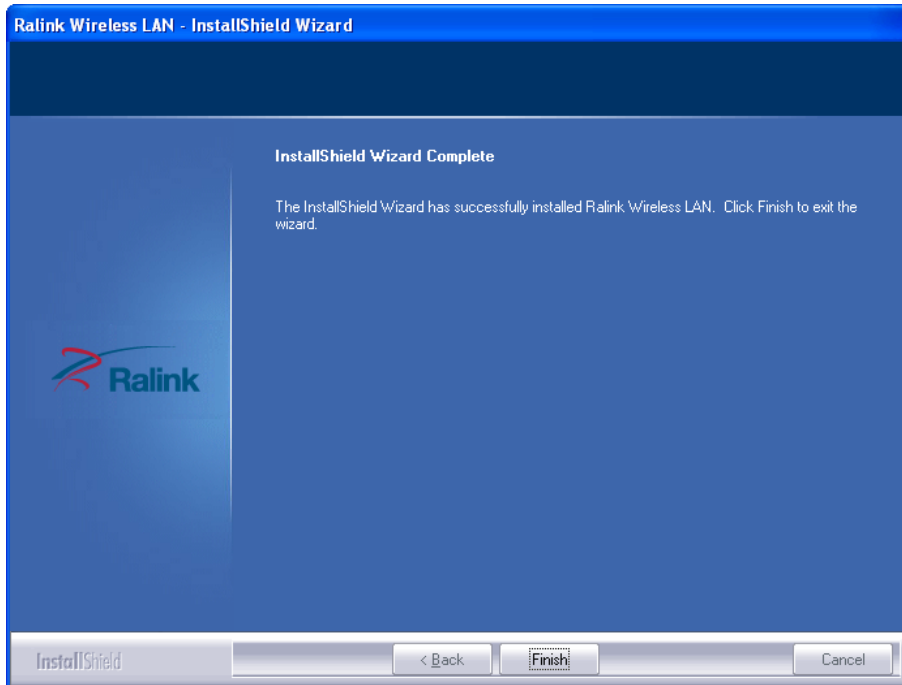 Ralink Wireless LAN - InstallShield Wizard
InstallShield Wizard Complete
The InstallShield Wizard has successfully installed Ralink Wireless LAN. Click Finish to exit the
wizard.
Ralink
InstallShield
< Back
Finish
Cancel